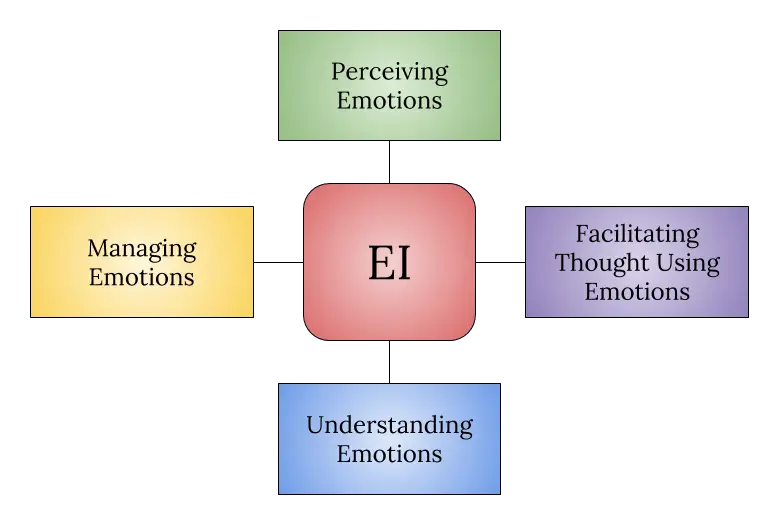 Perceiving
Emotions
Managing
Emotions
EI
Facilitating
Thought Using
Emotions
Understanding
Emotions